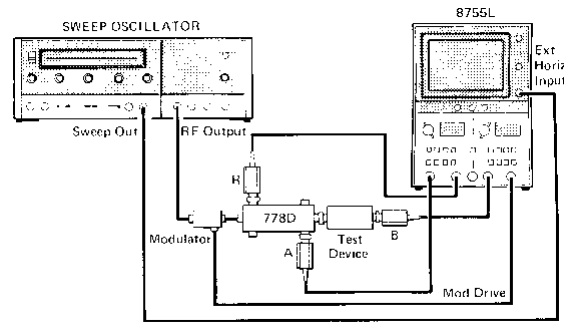 SWEEP OSCILLATOR
8755L
Ext
Horiz
Input
Sweep Out
RF Output
R
778D
Modulator
Test
Device
B
A
Mod Drive